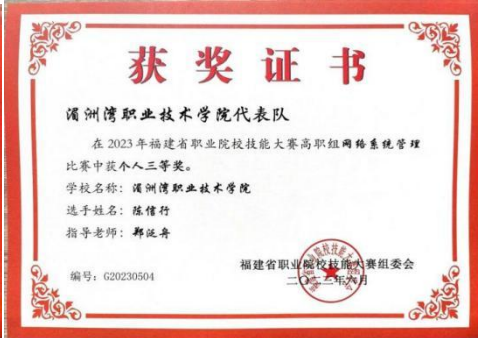 获奖证书
湄洲湾职业技术学院代表队
在2023年福建省职业院校技能大赛高职组网络系统管理
比赛中获个人三等奖。
学校名称：湄洲湾职业技术学院
选手姓名：陈信行
指导老师：郑泛舟
编号：G20230504
福建省职业院校技能大赛组委会
二〇二三年六月